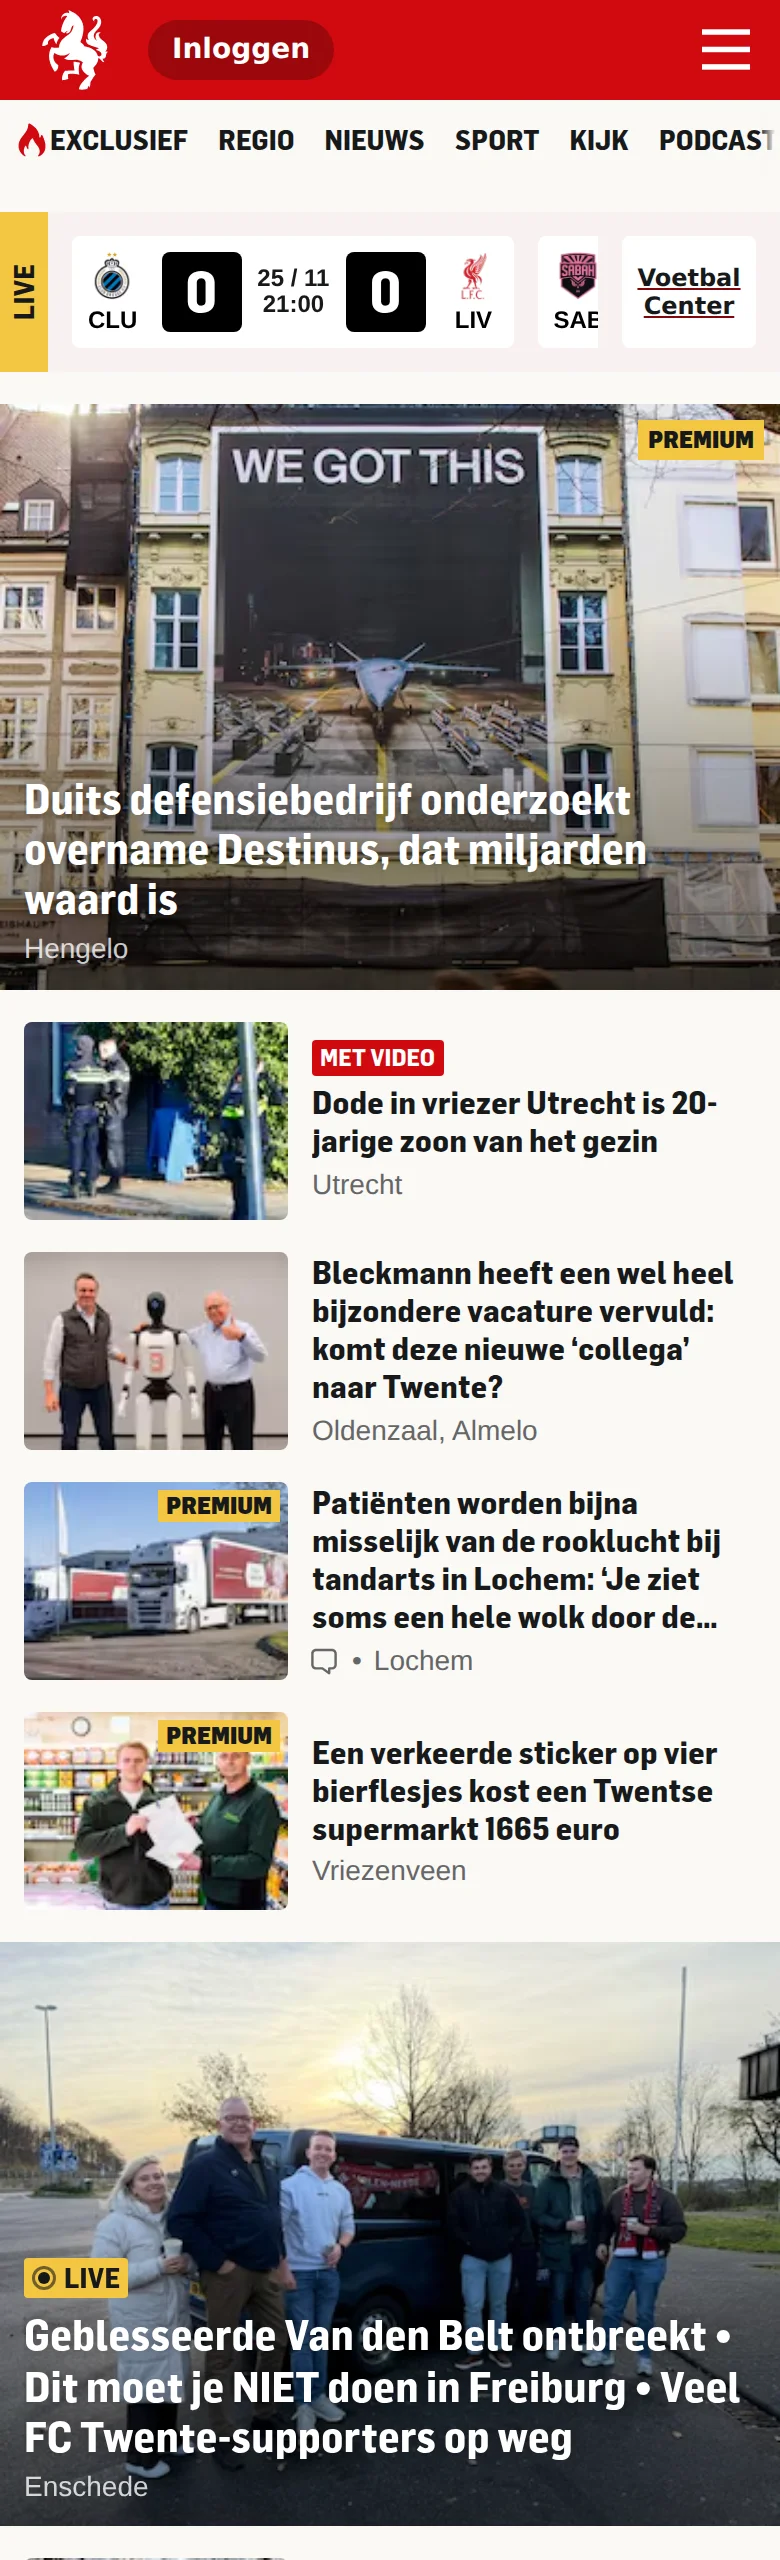 Inloggen
EXCLUSIEF REGIO NIEUWS SPORT KIJK PODCAST
LIVE
CLU
0
25 / 11
21:00
0
L.F.C.
LIV
SABAH
SAB
Voetbal
Center
PREMIUM
WE GOT THIS
Duits defensiebedrijf onderzoekt
overname Destinus, dat miljarden
waard is
Hengelo
MET VIDEO
Dode in vriezer Utrecht is 20-
jarige zoon van het gezin
Utrecht
Bleckmann heeft een wel heel
bijzondere vacature vervuld:
komt deze nieuwe ‘collega’
naar Twente?
Oldenzaal, Almelo
PREMIUM
Patiënten worden bijna
misselijk van de rooklucht bij
tandarts in Lochem: ‘Je ziet
soms een hele wolk door de...
• Lochem
PREMIUM
Een verkeerde sticker op vier
bierflesjes kost een Twentse
supermarkt 1665 euro
Vriezenveen
LIVE
Geblesseerde Van den Belt ontbreekt •
Dit moet je NIET doen in Freiburg • Veel
FC Twente-supporters op weg
Enschede